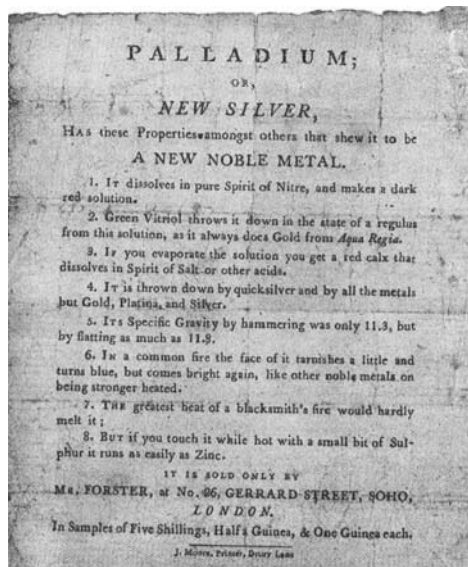 PALLADIUM;
OR,
NEW SILVER,
HAS these Properties amongst others that shew it to be
A NEW NOBLE METAL.
1. IT dissolves in pure Spirit of Nitre, and makes a dark
red solution.
2. Green Vitriol throws it down in the state of a regulus
from this solution, as it always does Gold from Aqua Regia.
3. IF you evaporate the solution you get a red calx that
dissolves in Spirit of Salt or other acids.
4. IT is thrown down by quicksilver and by all the metals
but Gold, Platina, and Silver.
5. ITS Specific Gravity by hammering was only 11.3, but
by flatting as much as 11.8.
6. IN a common fire the face of it tarnishes a little and
turns blue, but comes bright again, like other noble metals on
being stronger heated.
7. THE greatest heat of a blacksmith's fire would hardly
melt it;
8. BUT if you touch it while hot with a small bit of Sul-
phur it runs as easily as Zinc.
IT IS SOLD ONLY BY
MR. FORSTER, at No. 26, GERRARD STREET, SOHO,
LONDON.
In Samples of Five Shillings, Half a Guinea, & One Guinea each.
J. Moore, Printer, Drury Lane